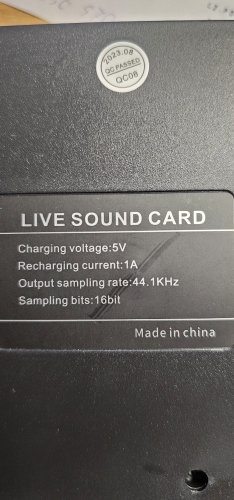 2023.08
QC PASSED
QC08
LIVE SOUND CARD
Charging voltage:5V
Recharging current:1A
Output sampling rate:44.1KHz
Sampling bits:16bit
Made in china